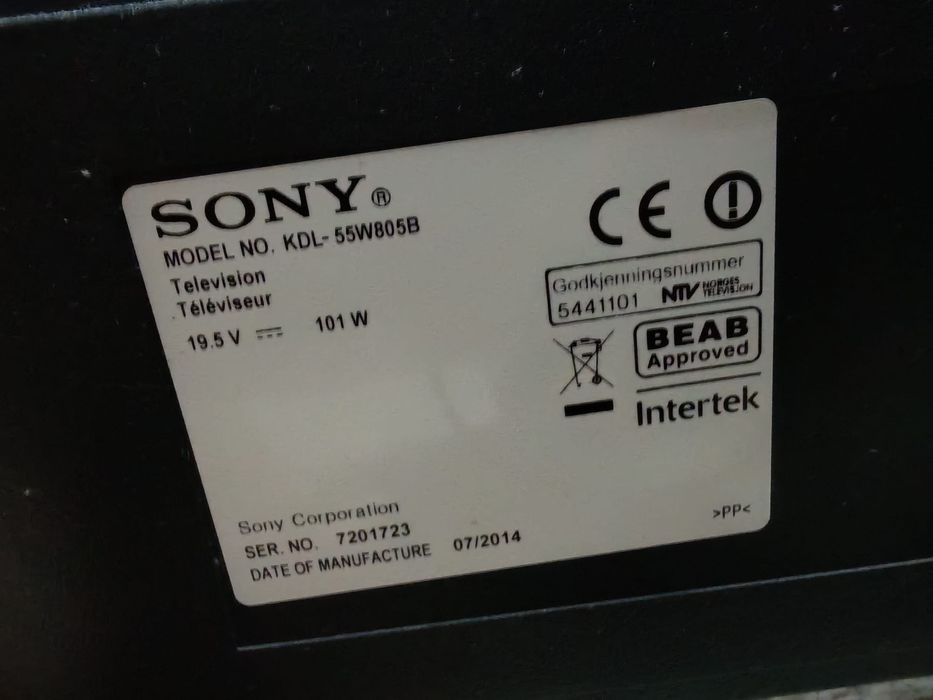 SONY®
MODEL NO. KDL- 55W805B
Television
Téléviseur
19.5 V ⎓ 101 W
CE
Godkjenningsnummer
5441101 NTV NORGES TELEVISJON
BEAB
Approved
Intertek
Sony Corporation
SER. NO. 7201723
DATE OF MANUFACTURE 07/2014
>PP<